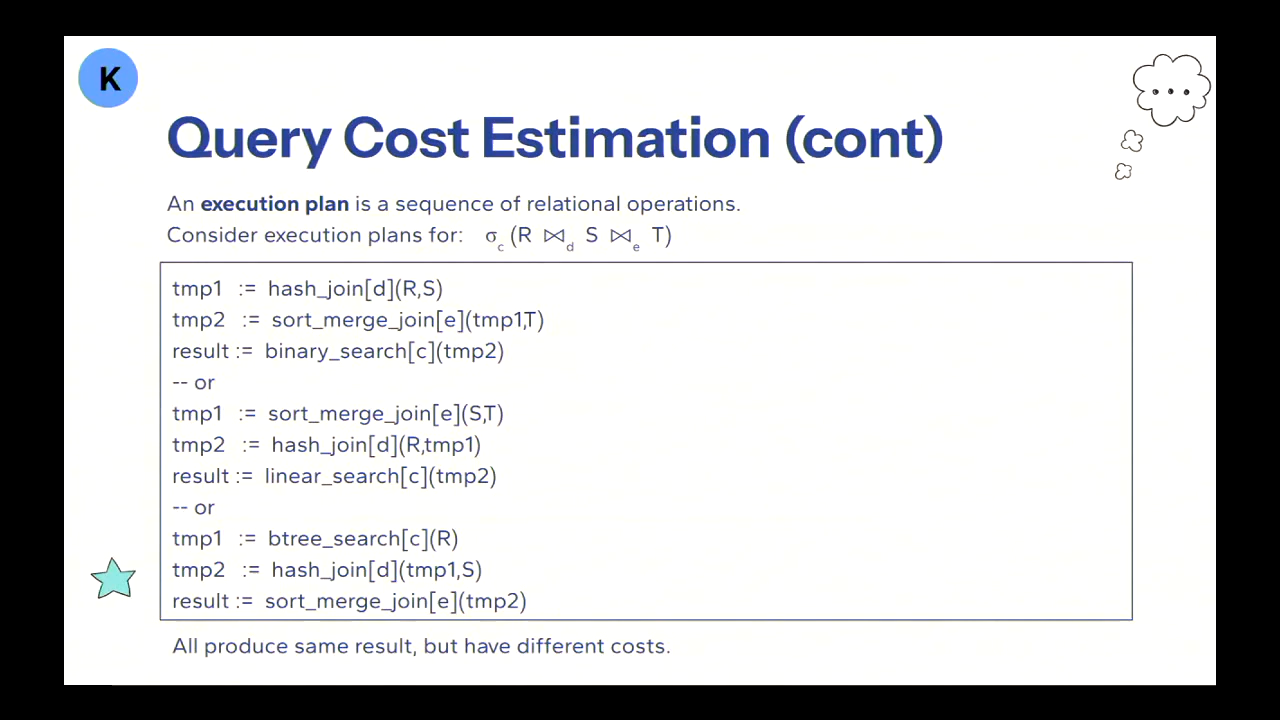 K
Query Cost Estimation (cont)
An execution plan is a sequence of relational operations.
Consider execution plans for: σc (R ⋈d S ⋈e T)
tmp1 := hash_join[d](R,S)
tmp2 := sort_merge_join[e](tmp1,T)
result := binary_search[c](tmp2)
-- or
tmp1 := sort_merge_join[e](S,T)
tmp2 := hash_join[d](R,tmp1)
result := linear_search[c](tmp2)
-- or
tmp1 := btree_search[c](R)
tmp2 := hash_join[d](tmp1,S)
result := sort_merge_join[e](tmp2)
All produce same result, but have different costs.